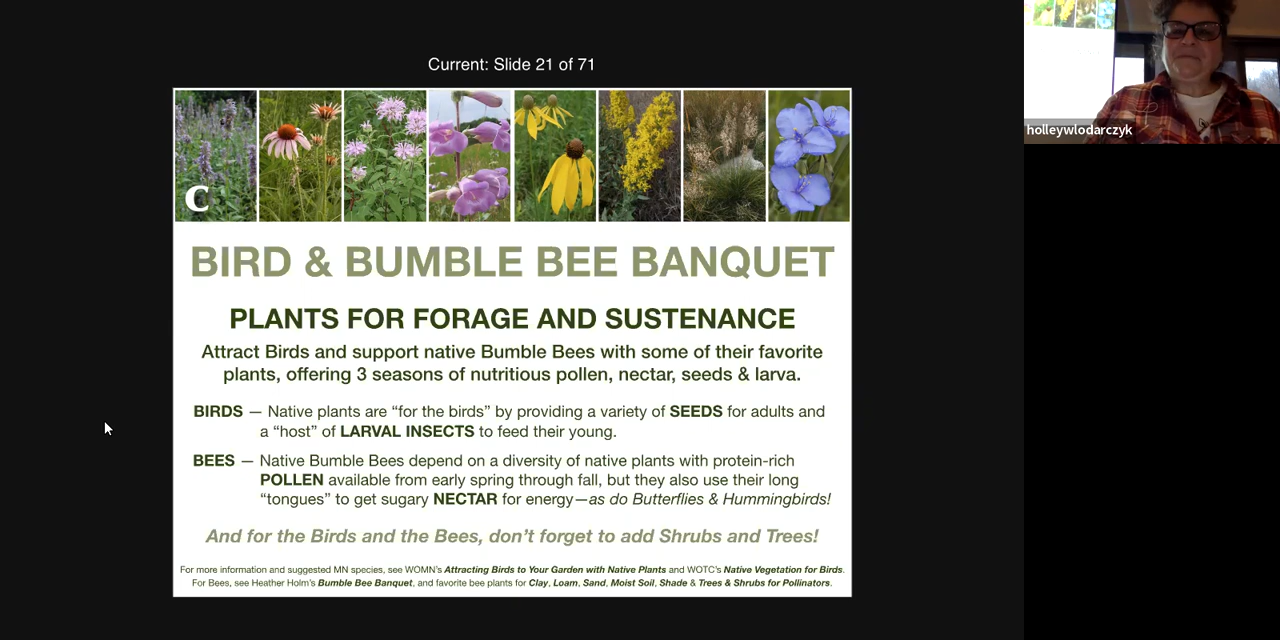 Current: Slide 21 of 71
holleywlodarczyk
C
BIRD & BUMBLE BEE BANQUET
PLANTS FOR FORAGE AND SUSTENANCE
Attract Birds and support native Bumble Bees with some of their favorite
plants, offering 3 seasons of nutritious pollen, nectar, seeds & larva.
BIRDS — Native plants are “for the birds” by providing a variety of SEEDS for adults and
a “host” of LARVAL INSECTS to feed their young.
BEES — Native Bumble Bees depend on a diversity of native plants with protein-rich
POLLEN available from early spring through fall, but they also use their long
“tongues” to get sugary NECTAR for energy—as do Butterflies & Hummingbirds!
And for the Birds and the Bees, don’t forget to add Shrubs and Trees!
For more information and suggested MN species, see WOMN’s Attracting Birds to Your Garden with Native Plants and WOTC’s Native Vegetation for Birds.
For Bees, see Heather Holm’s Bumble Bee Banquet, and favorite bee plants for Clay, Loam, Sand, Moist Soil, Shade & Trees & Shrubs for Pollinators.